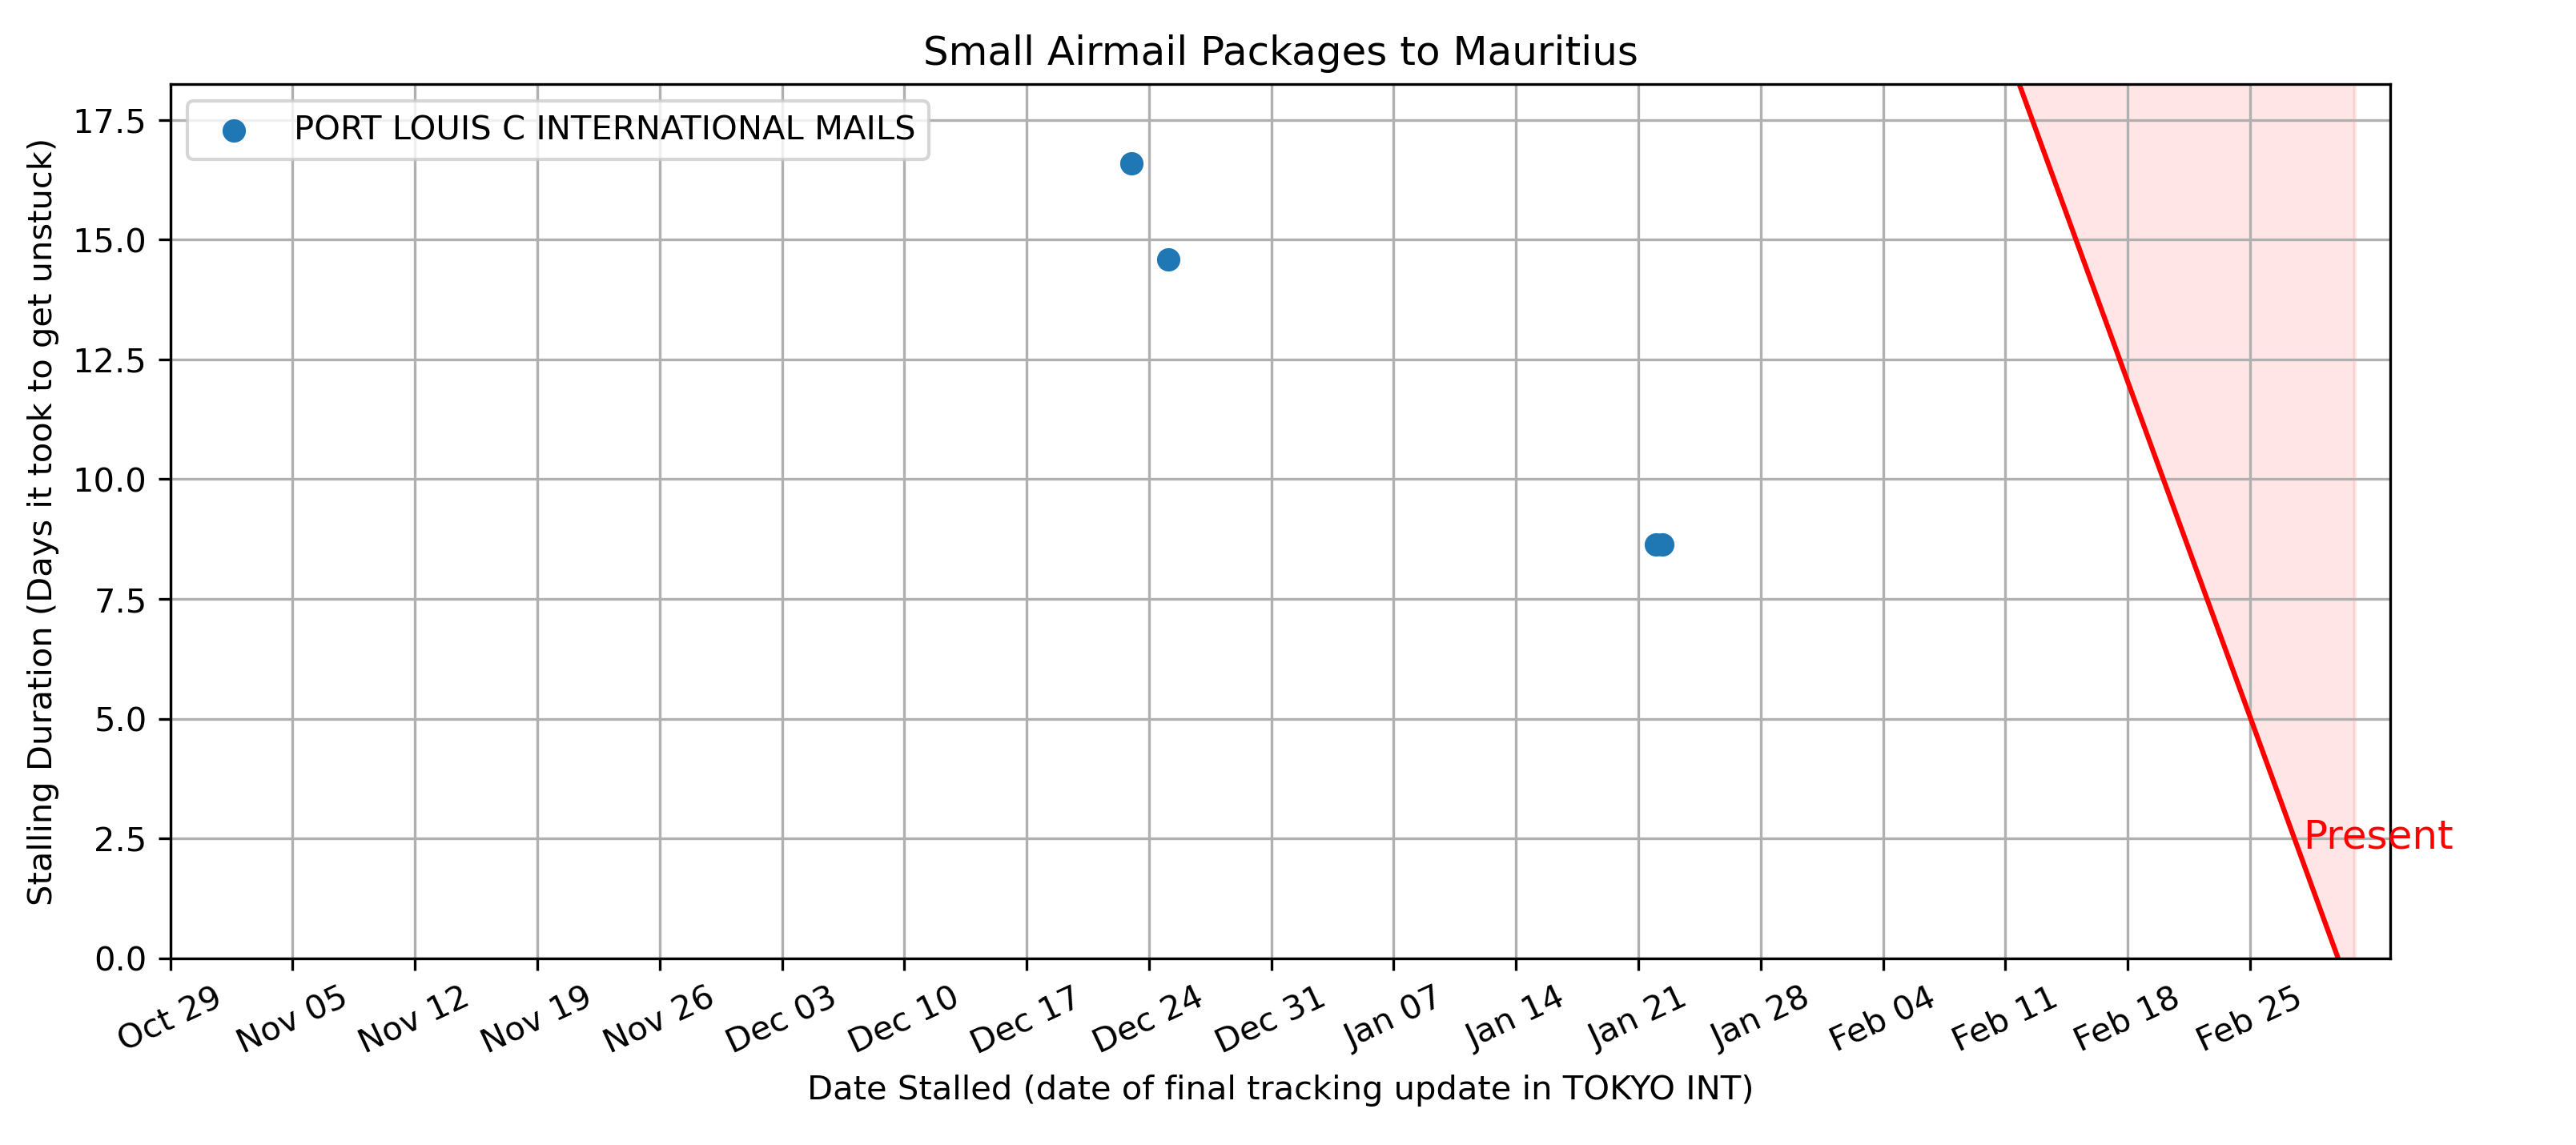 Small Airmail Packages to Mauritius
PORT LOUIS C INTERNATIONAL MAILS
Stalling Duration (Days it took to get unstuck)
17.5
15.0
12.5
10.0
7.5
5.0
2.5
0.0
Present
Oct 29
Nov 05
Nov 12
Nov 19
Nov 26
Dec 03
Dec 10
Dec 17
Dec 24
Dec 31
Jan 07
Jan 14
Jan 21
Jan 28
Feb 04
Feb 11
Feb 18
Feb 25
Date Stalled (date of final tracking update in TOKYO INT)